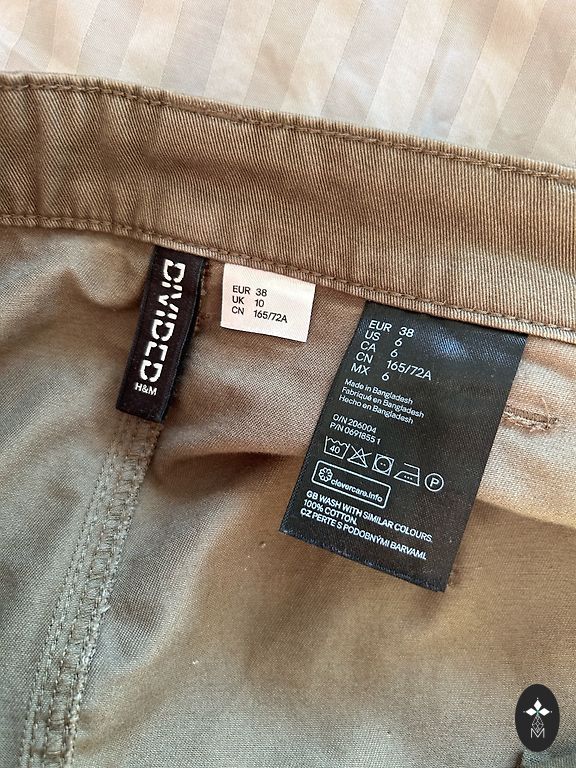 DIVIDED
H&M
EUR 38
UK 10
CN 165/72A
EUR 38
US 6
CA 6
CN 165/72A
MX 6
Made in Bangladesh
Fabriqué en Bangladesh
Hecho en Bangladesh
O/N 206004
P/N 0691855 1
40
P
clevercare.info
GB WASH WITH SIMILAR COLOURS.
100% COTTON.
CZ PERTE S PODOBNÝMI BARVAMI.
M